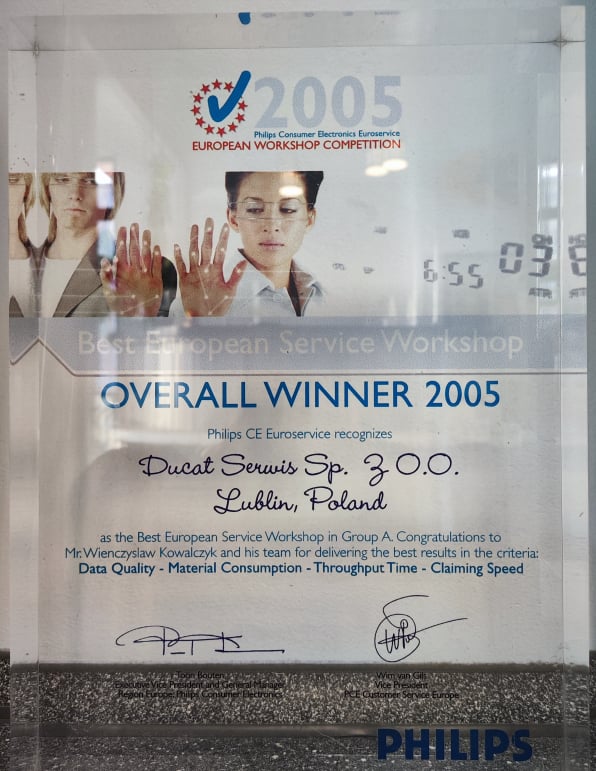 2005
Philips Consumer Electronics Euroservice
EUROPEAN WORKSHOP COMPETITION
6:55
03
Best European Service Workshop
OVERALL WINNER 2005
Philips CE Euroservice recognizes
Ducat Serwis Sp. Z O.O.
Lublin, Poland
as the Best European Service Workshop in Group A. Congratulations to
Mr. Wienczyslaw Kowalczyk and his team for delivering the best results in the criteria:
Data Quality - Material Consumption - Throughput Time - Claiming Speed
Toon Bouten
Executive Vice President and General Manager
Region Europe, Philips Consumer Electronics
Wim van Gils
Vice President
PCE Customer Service Europe
PHILIPS